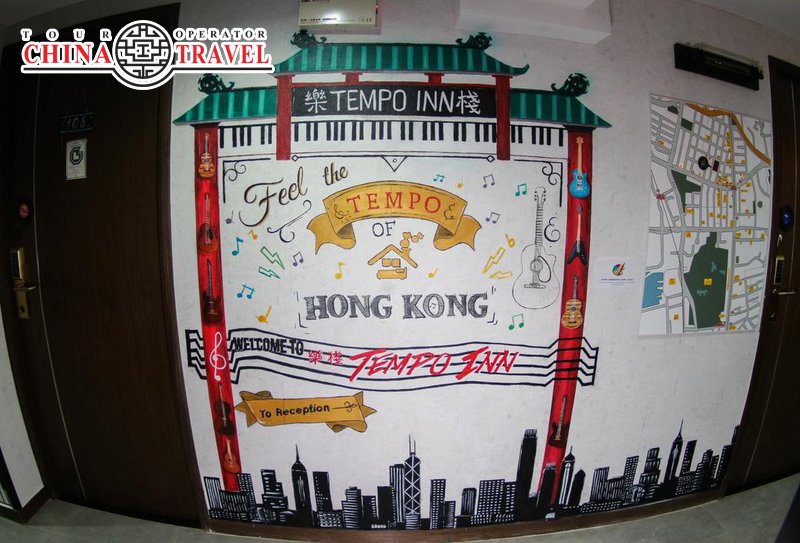 TOUR OPERATOR
CHINA TRAVEL
樂 TEMPO INN 棧
108
Feel the
TEMPO
OF
HONG KONG
WELCOME TO 樂棧 TEMPO INN
To Reception